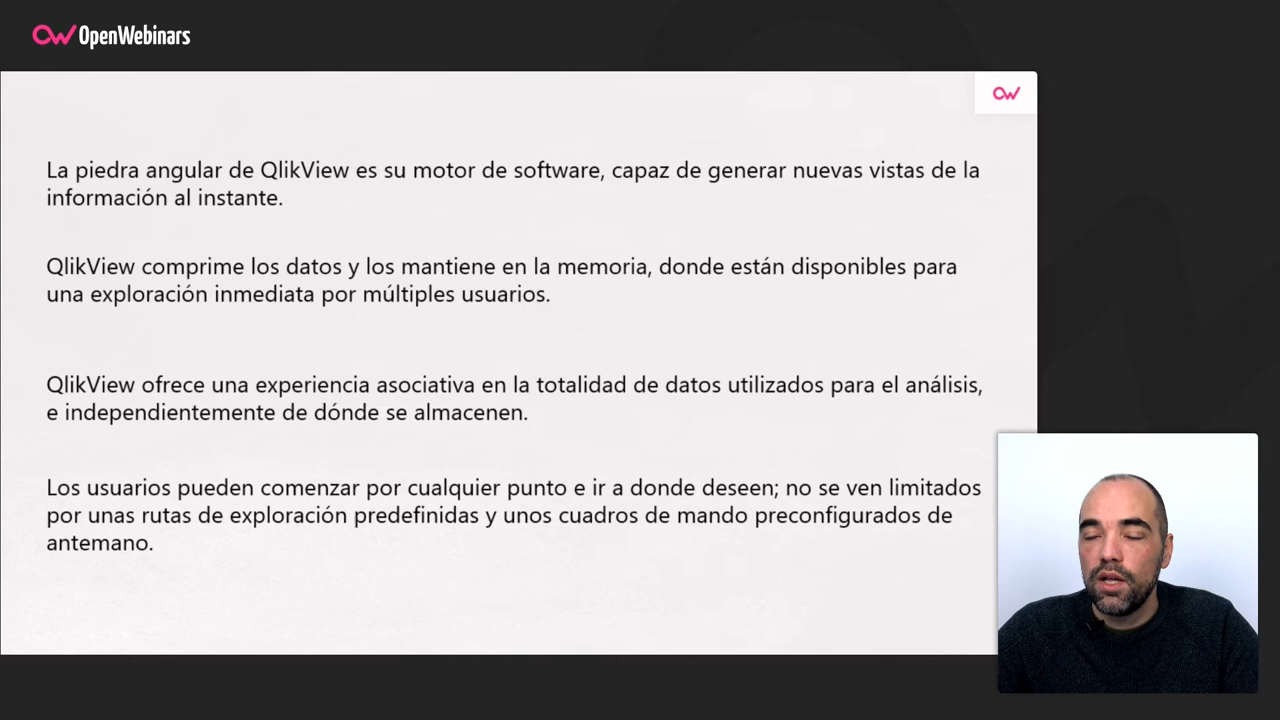 OW OpenWebinars
OW
La piedra angular de QlikView es su motor de software, capaz de generar nuevas vistas de la
información al instante.
QlikView comprime los datos y los mantiene en la memoria, donde están disponibles para
una exploración inmediata por múltiples usuarios.
QlikView ofrece una experiencia asociativa en la totalidad de datos utilizados para el análisis,
e independientemente de dónde se almacenen.
Los usuarios pueden comenzar por cualquier punto e ir a donde deseen; no se ven limitados
por unas rutas de exploración predefinidas y unos cuadros de mando preconfigurados de
antemano.